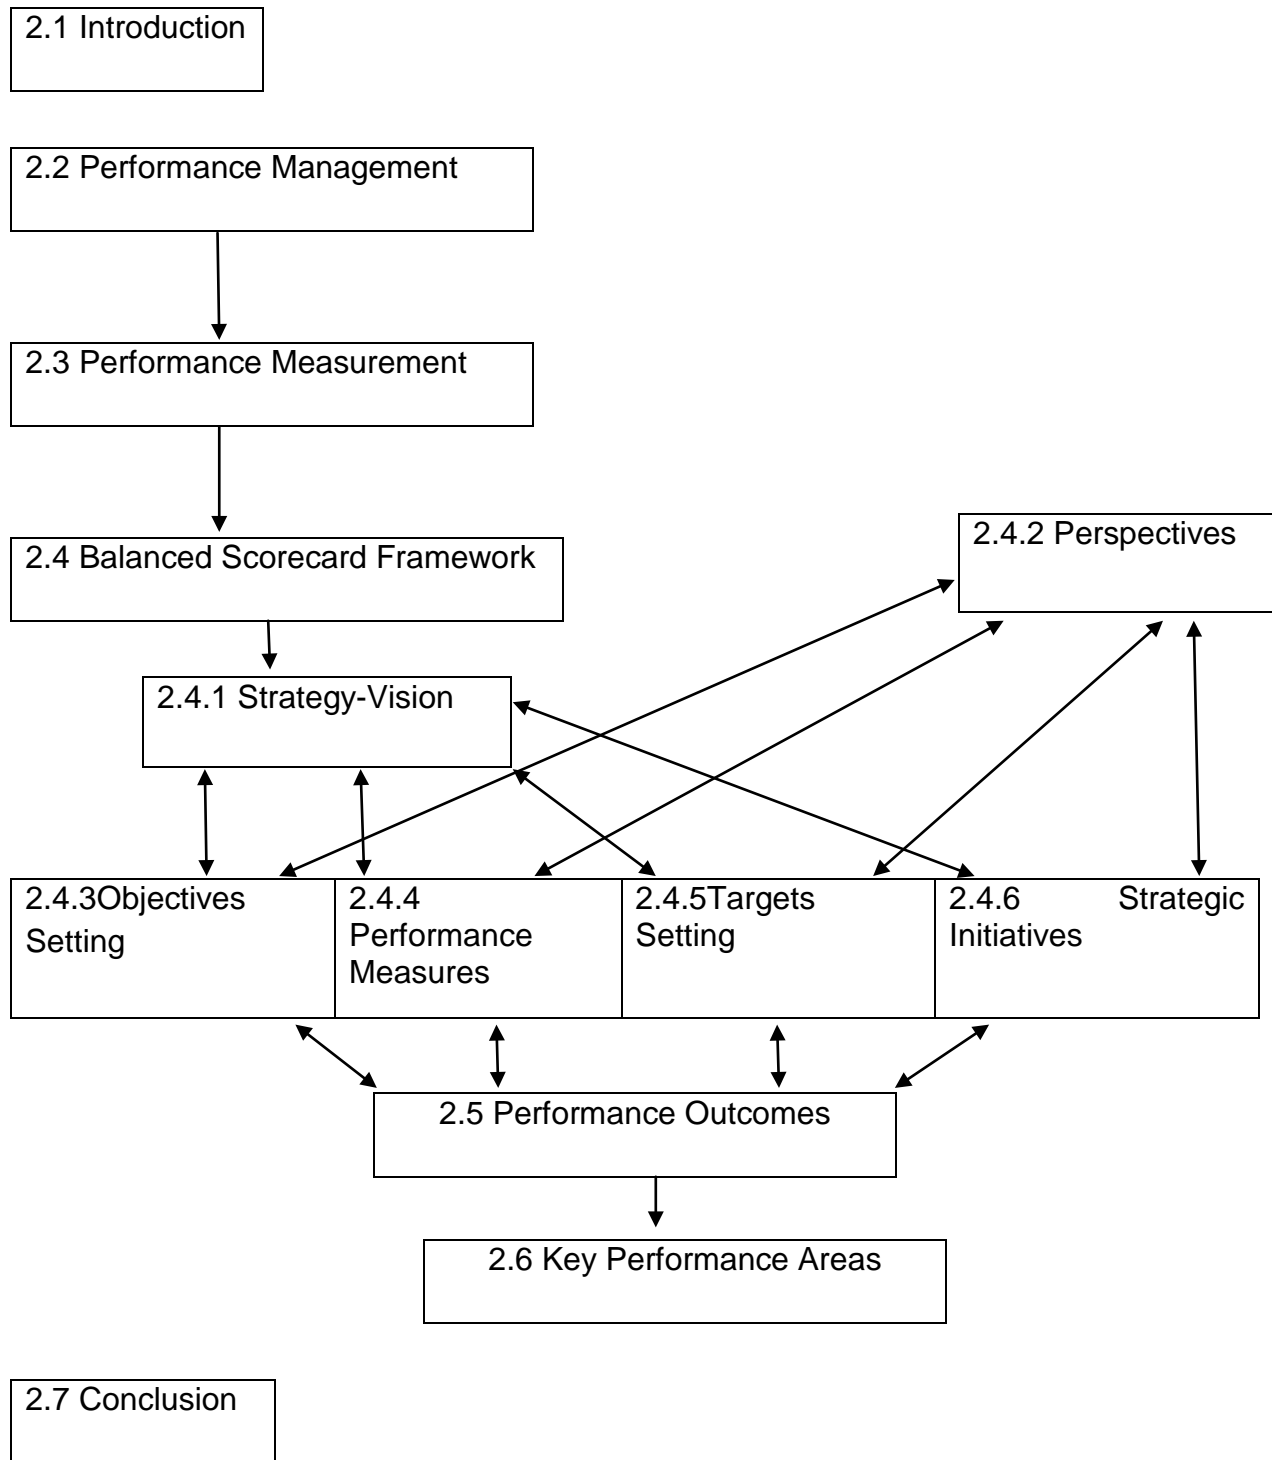 2.1 Introduction
2.2 Performance Management
2.3 Performance Measurement
2.4 Balanced Scorecard Framework
2.4.2 Perspectives
2.4.1 Strategy-Vision
2.4.3Objectives
Setting
2.4.4
Performance
Measures
2.4.5Targets
Setting
2.4.6 Strategic
Initiatives
2.5 Performance Outcomes
2.6 Key Performance Areas
2.7 Conclusion